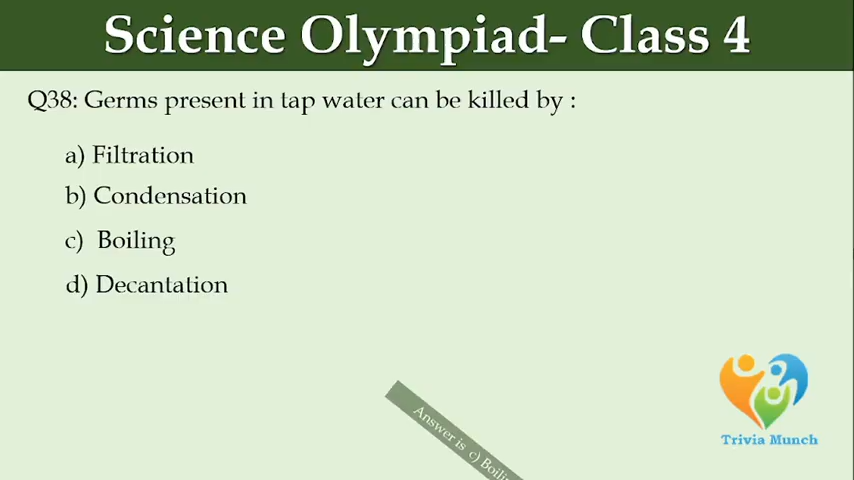 Science Olympiad- Class 4
Q38: Germs present in tap water can be killed by :
a) Filtration
b) Condensation
c) Boiling
d) Decantation
Answer is c)
Trivia Munch